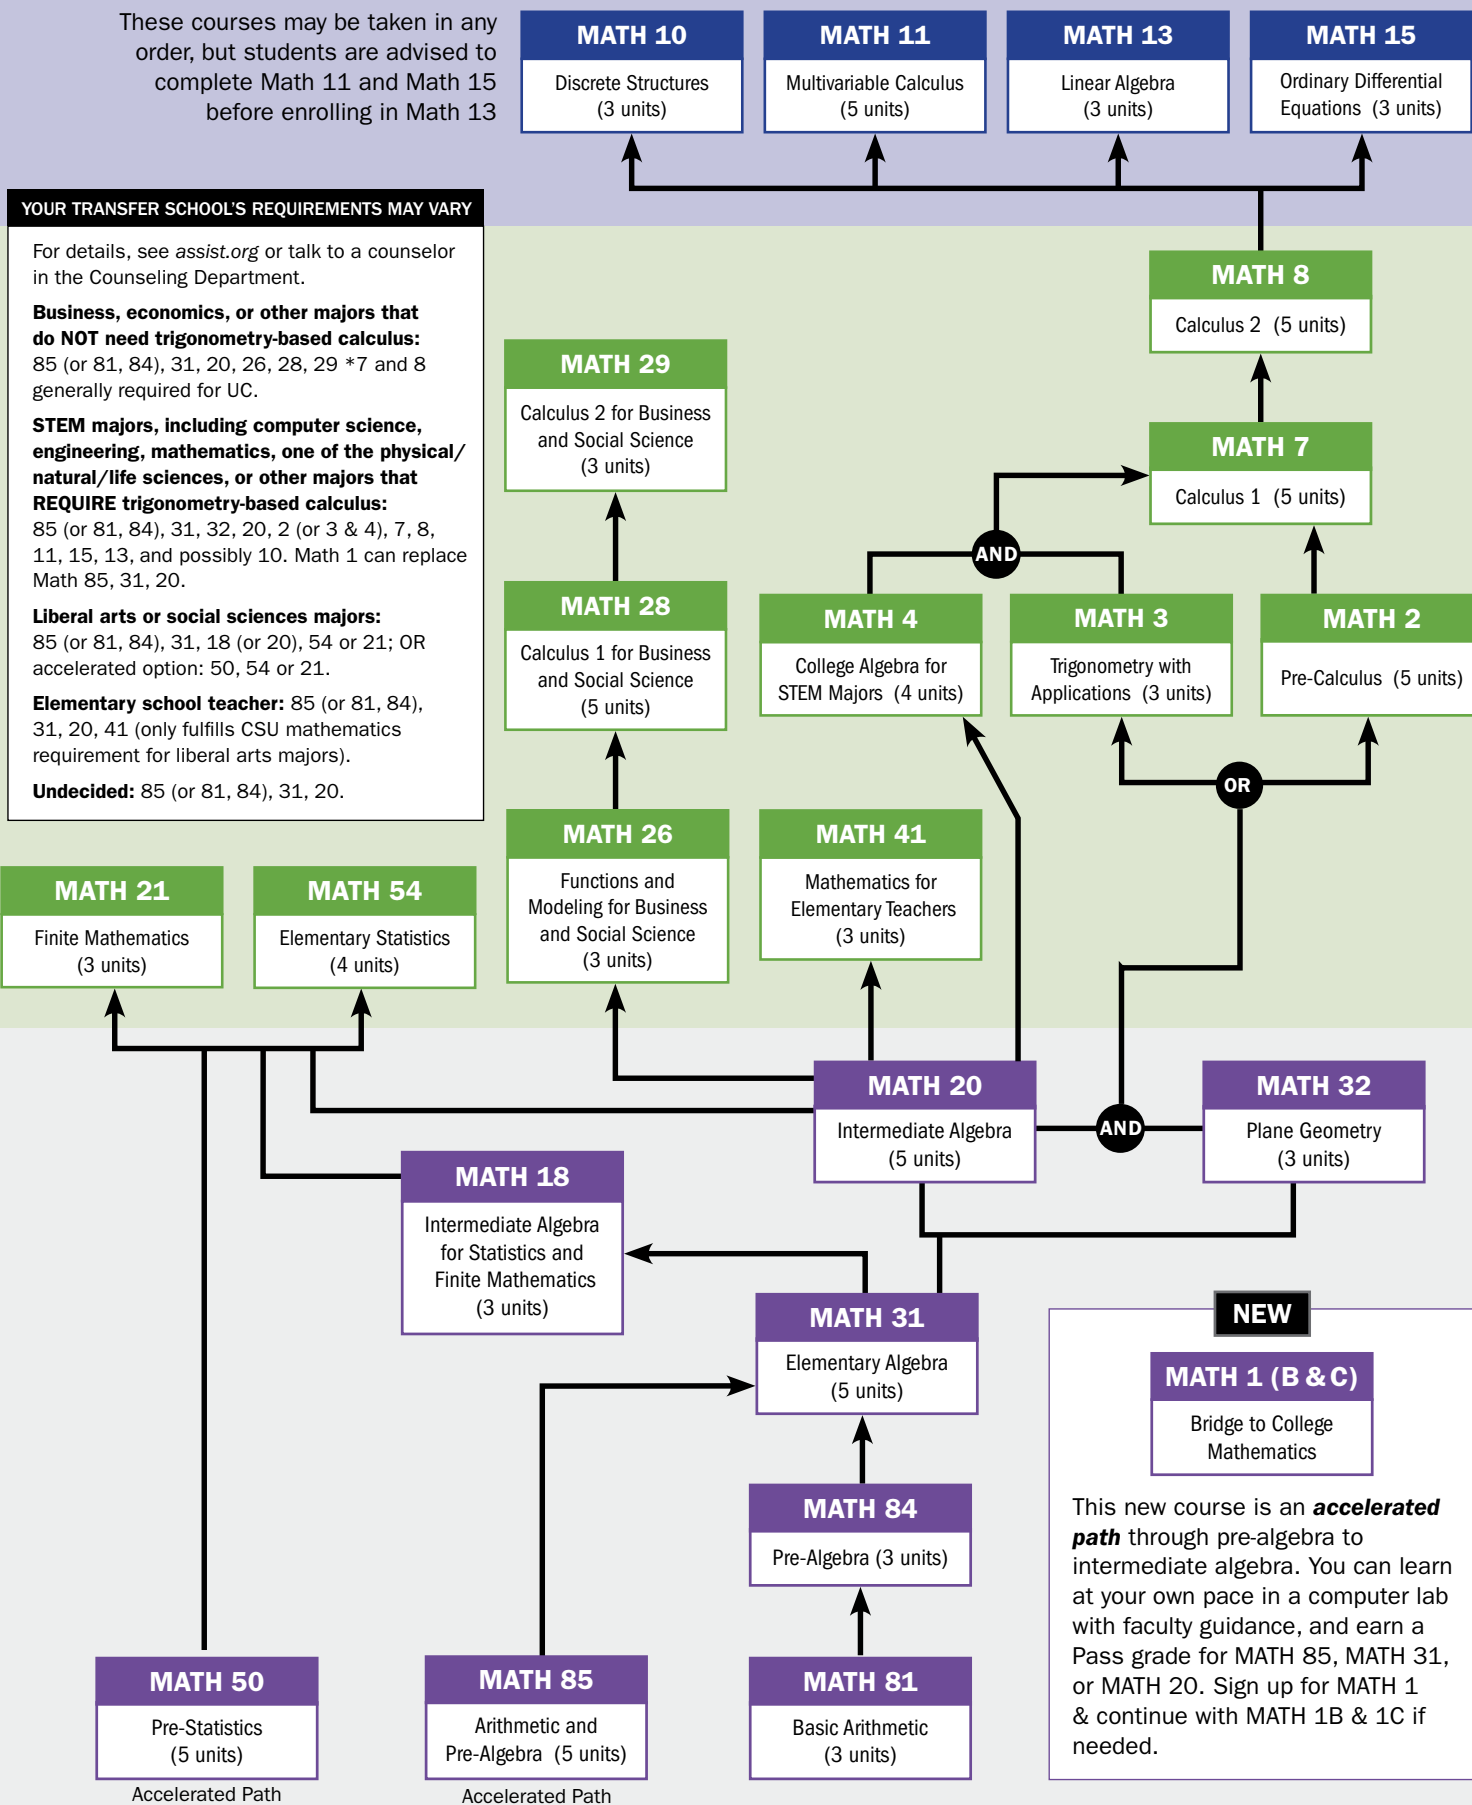 These courses may be taken in any
order, but students are advised to
complete Math 11 and Math 15
before enrolling in Math 13
MATH 10
Discrete Structures
(3 units)
MATH 11
Multivariable Calculus
(5 units)
MATH 13
Linear Algebra
(3 units)
MATH 15
Ordinary Differential
Equations (3 units)
YOUR TRANSFER SCHOOL'S REQUIREMENTS MAY VARY
For details, see assist.org or talk to a counselor
in the Counseling Department.
Business, economics, or other majors that
do NOT need trigonometry-based calculus:
85 (or 81, 84), 31, 20, 26, 28, 29 *7 and 8
generally required for UC.
STEM majors, including computer science,
engineering, mathematics, one of the physical/
natural/life sciences, or other majors that
REQUIRE trigonometry-based calculus:
85 (or 81, 84), 31, 32, 20, 2 (or 3 & 4), 7, 8,
11, 15, 13, and possibly 10. Math 1 can replace
Math 85, 31, 20.
Liberal arts or social sciences majors:
85 (or 81, 84), 31, 18 (or 20), 54 or 21; OR
accelerated option: 50, 54 or 21.
Elementary school teacher: 85 (or 81, 84),
31, 20, 41 (only fulfills CSU mathematics
requirement for liberal arts majors).
Undecided: 85 (or 81, 84), 31, 20.
MATH 8
Calculus 2 (5 units)
MATH 29
Calculus 2 for Business
and Social Science
(3 units)
MATH 7
Calculus 1 (5 units)
AND
MATH 28
Calculus 1 for Business
and Social Science
(5 units)
MATH 4
College Algebra for
STEM Majors (4 units)
MATH 3
Trigonometry with
Applications (3 units)
MATH 2
Pre-Calculus (5 units)
OR
MATH 26
Functions and
Modeling for Business
and Social Science
(3 units)
MATH 41
Mathematics for
Elementary Teachers
(3 units)
MATH 21
Finite Mathematics
(3 units)
MATH 54
Elementary Statistics
(4 units)
MATH 20
Intermediate Algebra
(5 units)
AND
MATH 32
Plane Geometry
(3 units)
MATH 18
Intermediate Algebra
for Statistics and
Finite Mathematics
(3 units)
MATH 31
Elementary Algebra
(5 units)
NEW
MATH 1 (B & C)
Bridge to College
Mathematics
This new course is an accelerated
path through pre-algebra to
intermediate algebra. You can learn
at your own pace in a computer lab
with faculty guidance, and earn a
Pass grade for MATH 85, MATH 31,
or MATH 20. Sign up for MATH 1
& continue with MATH 1B & 1C if
needed.
MATH 84
Pre-Algebra (3 units)
MATH 50
Pre-Statistics
(5 units)
Accelerated Path
MATH 85
Arithmetic and
Pre-Algebra (5 units)
Accelerated Path
MATH 81
Basic Arithmetic
(3 units)